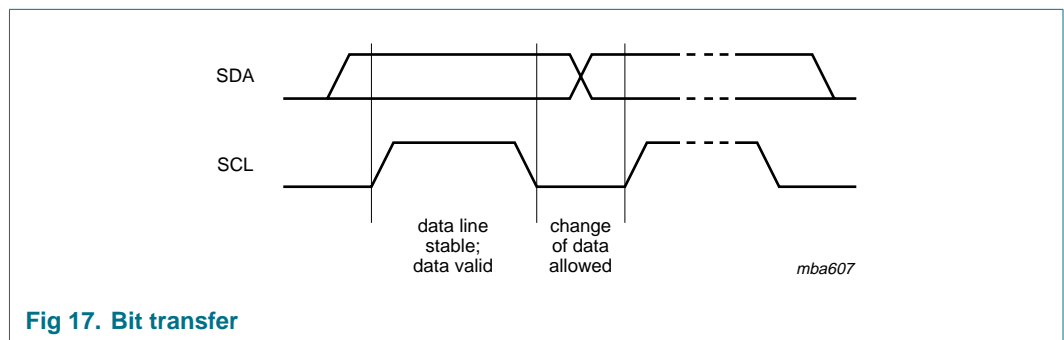 SDA
SCL
data line
stable;
data valid
change
of data
allowed
mba607
Fig 17. Bit transfer